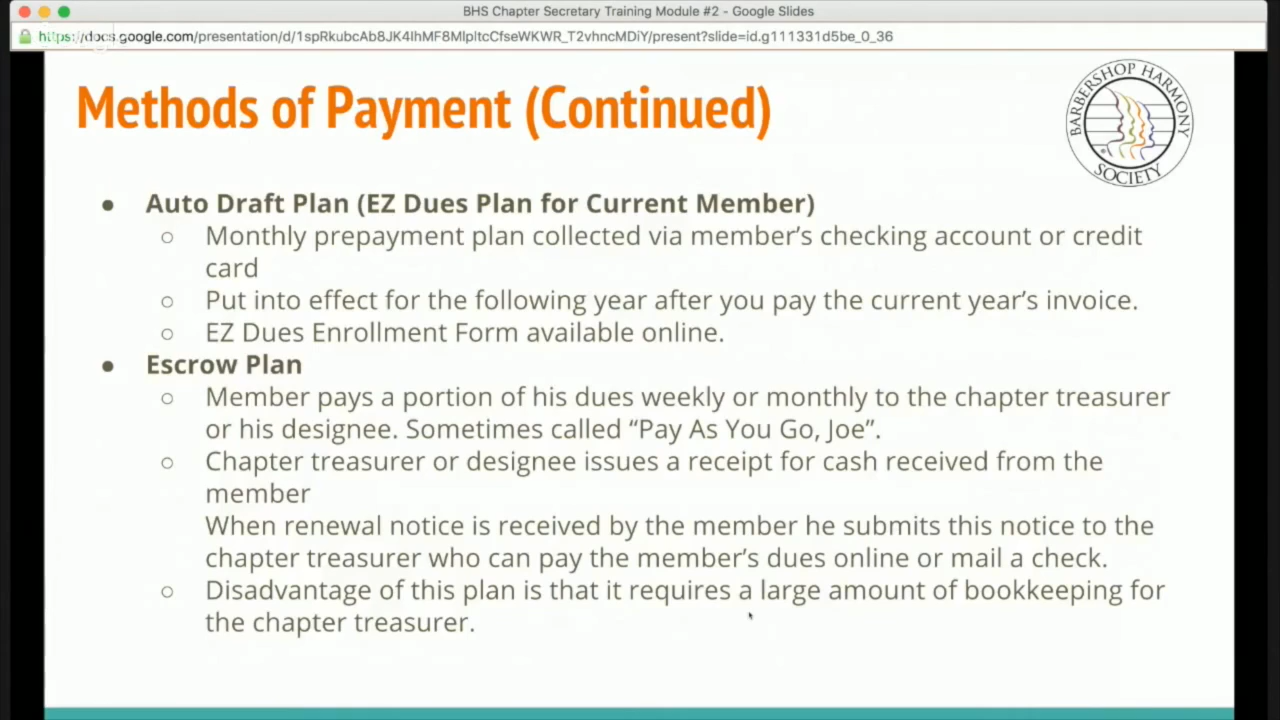 BHS Chapter Secretary Training Module #2 - Google Slides
https://docs.google.com/presentation/d/1spRkubcAb8JK4lhMF8MlpItcCfseWKWR_T2vhncMDiY/present?slide=id.g111331d5be_0_36
Methods of Payment (Continued)
BARBERSHOP HARMONY
SOCIETY
● Auto Draft Plan (EZ Dues Plan for Current Member)
○ Monthly prepayment plan collected via member’s checking account or credit
card
○ Put into effect for the following year after you pay the current year’s invoice.
○ EZ Dues Enrollment Form available online.
● Escrow Plan
○ Member pays a portion of his dues weekly or monthly to the chapter treasurer
or his designee. Sometimes called “Pay As You Go, Joe”.
○ Chapter treasurer or designee issues a receipt for cash received from the
member
When renewal notice is received by the member he submits this notice to the
chapter treasurer who can pay the member’s dues online or mail a check.
○ Disadvantage of this plan is that it requires a large amount of bookkeeping for
the chapter treasurer.